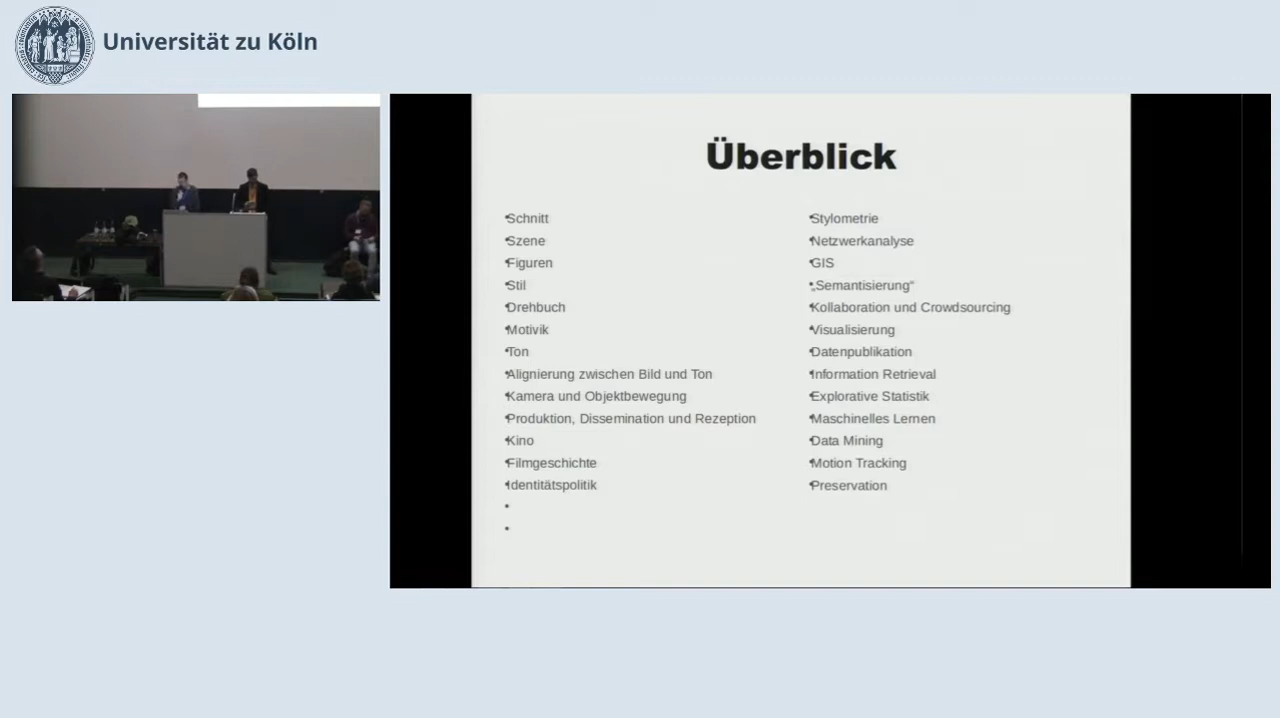 Universität zu Köln
Überblick
•Schnitt
•Szene
•Figuren
•Stil
•Drehbuch
•Motivik
•Ton
•Alignierung zwischen Bild und Ton
•Kamera und Objektbewegung
•Produktion, Dissemination und Rezeption
•Kino
•Filmgeschichte
•Identitätspolitik
•
•
•Stylometrie
•Netzwerkanalyse
•GIS
•„Semantisierung“
•Kollaboration und Crowdsourcing
•Visualisierung
•Datenpublikation
•Information Retrieval
•Explorative Statistik
•Maschinelles Lernen
•Data Mining
•Motion Tracking
•Preservation